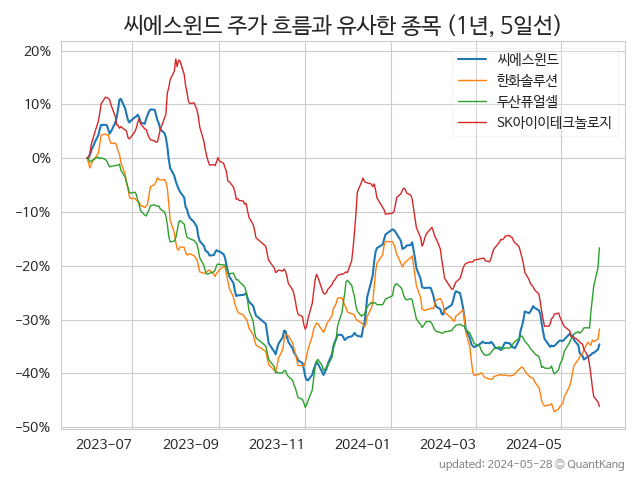 씨에스윈드 주가 흐름과 유사한 종목 (1년, 5일선)
씨에스윈드
한화솔루션
두산퓨얼셀
SK아이이테크놀로지
20%
10%
0%
−10%
−20%
−30%
−40%
−50%
2023-07 2023-09 2023-11 2024-01 2024-03 2024-05
updated: 2024-05-28 © QuantKang